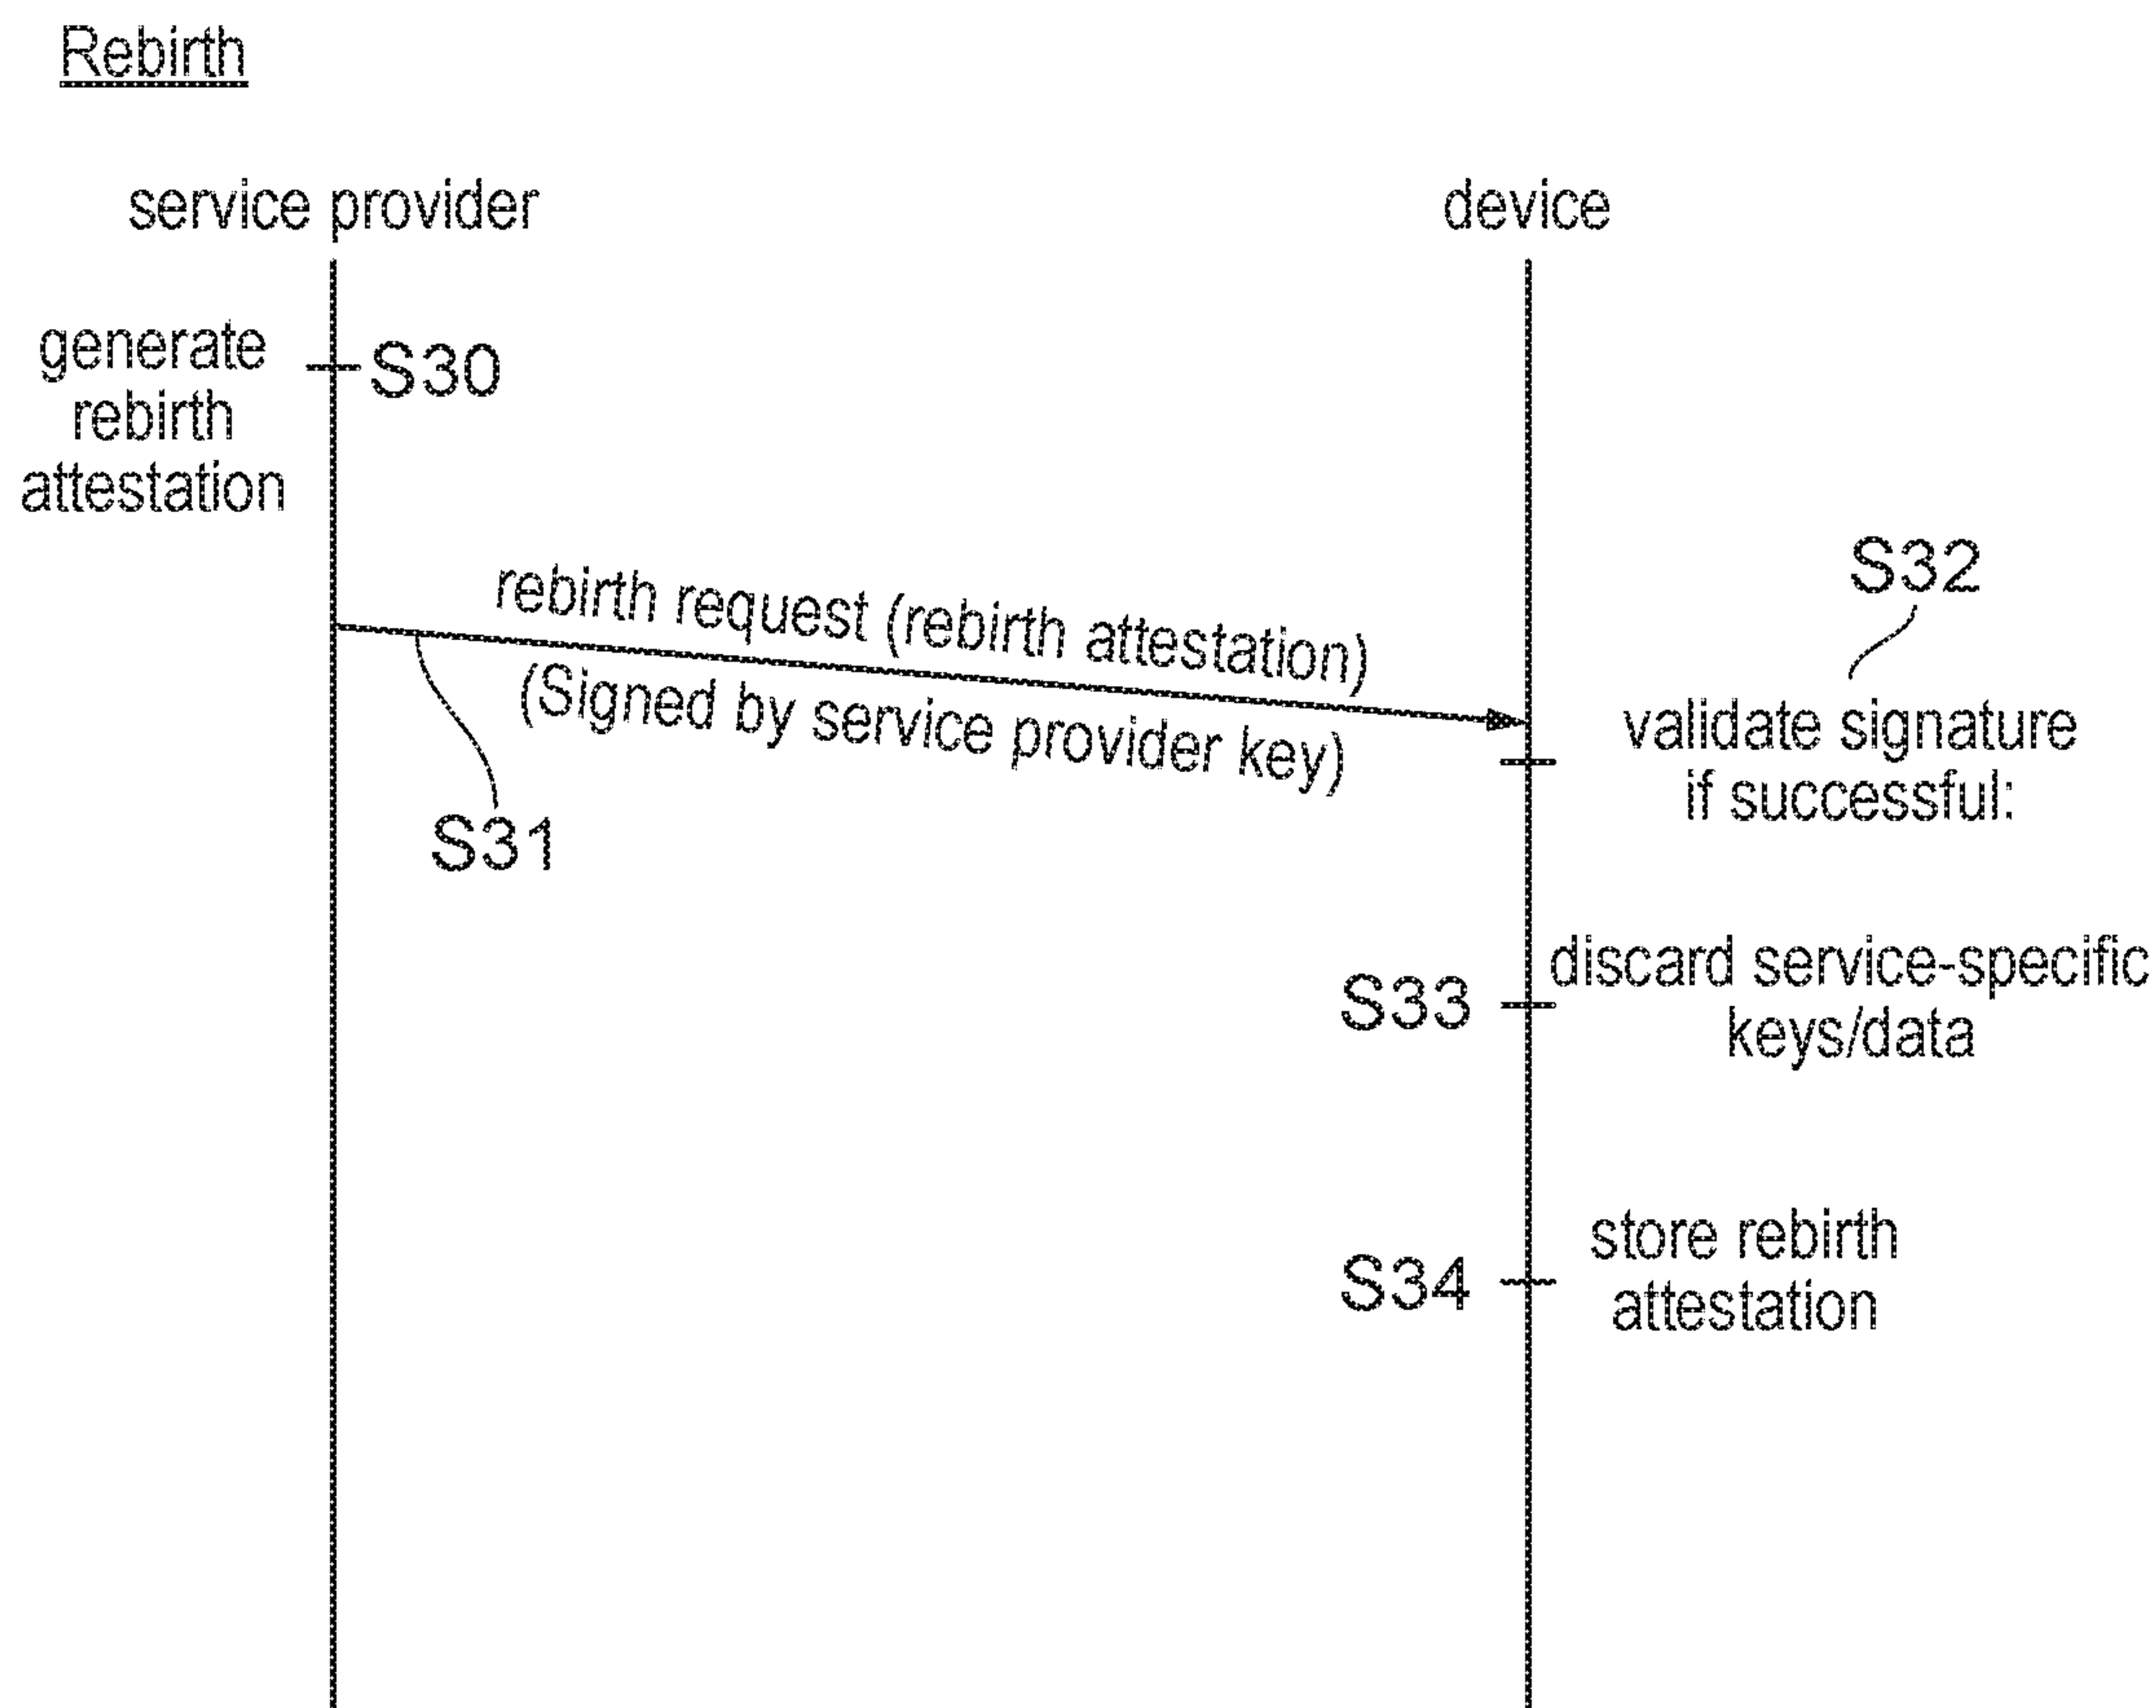 Rebirth
service provider
device
generate
rebirth
attestation
S30
rebirth request (rebirth attestation)
(Signed by service provider key)
S31
S32
validate signature
if successful:
S33
discard service-specific
keys/data
S34
store rebirth
attestation